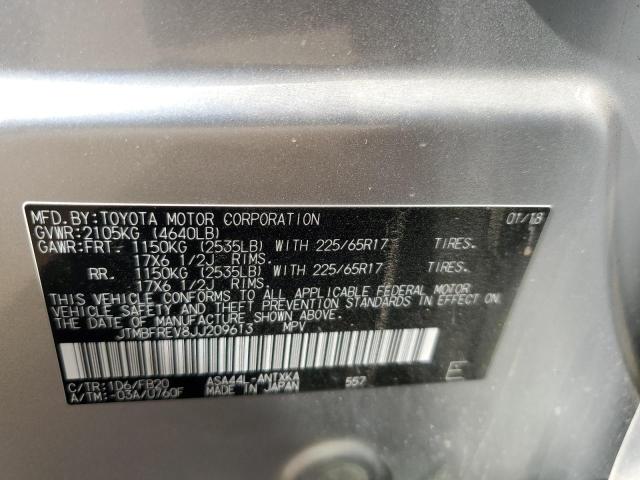 MFD.BY:TOYOTA MOTOR CORPORATION 01/18
GVWR:2105KG (4640LB)
GAWR:FRT. 1150KG (2535LB) WITH 225/65R17 TIRES.
17X6 1/2J RIMS.
RR. 1150KG (2535LB) WITH 225/65R17 TIRES.
17X6 1/2J RIMS.
THIS VEHICLE CONFORMS TO ALL APPLICABLE FEDERAL MOTOR
VEHICLE SAFETY, BUMPER, AND THEFT PREVENTION STANDARDS IN EFFECT ON
THE DATE OF MANUFACTURE SHOWN ABOVE.
JTMBFREV8JJ209613 MPV
C/TR:1D6/FB20 ASA44L-ANTXKA 557 E
A/TM:-03A/U760F MADE IN JAPAN